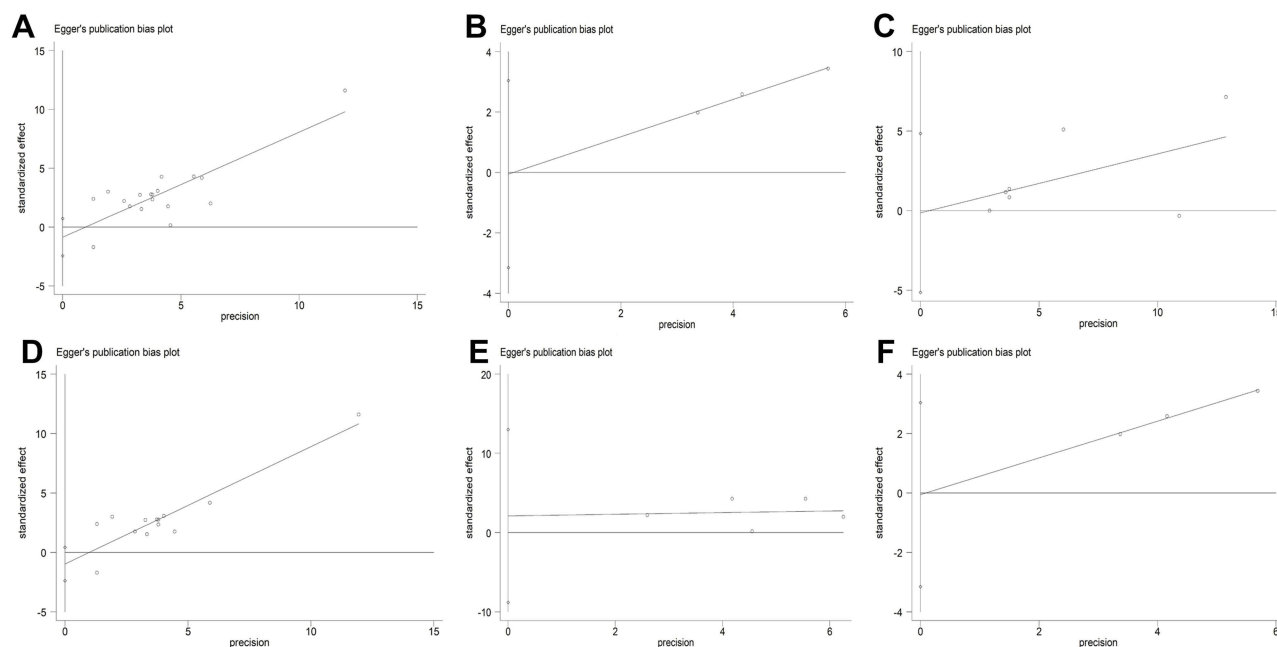 A
Egger's publication bias plot
standardized effect
15
10
5
0
-5
0
5
10
15
precision
B
Egger's publication bias plot
standardized effect
4
2
0
-2
-4
0
2
4
6
precision
C
Egger's publication bias plot
standardized effect
10
5
0
-5
0
5
10
15
precision
D
Egger's publication bias plot
standardized effect
15
10
5
0
-5
0
5
10
15
precision
E
Egger's publication bias plot
standardized effect
20
10
0
-10
0
2
4
6
precision
F
Egger's publication bias plot
standardized effect
4
2
0
-2
-4
0
2
4
6
precision